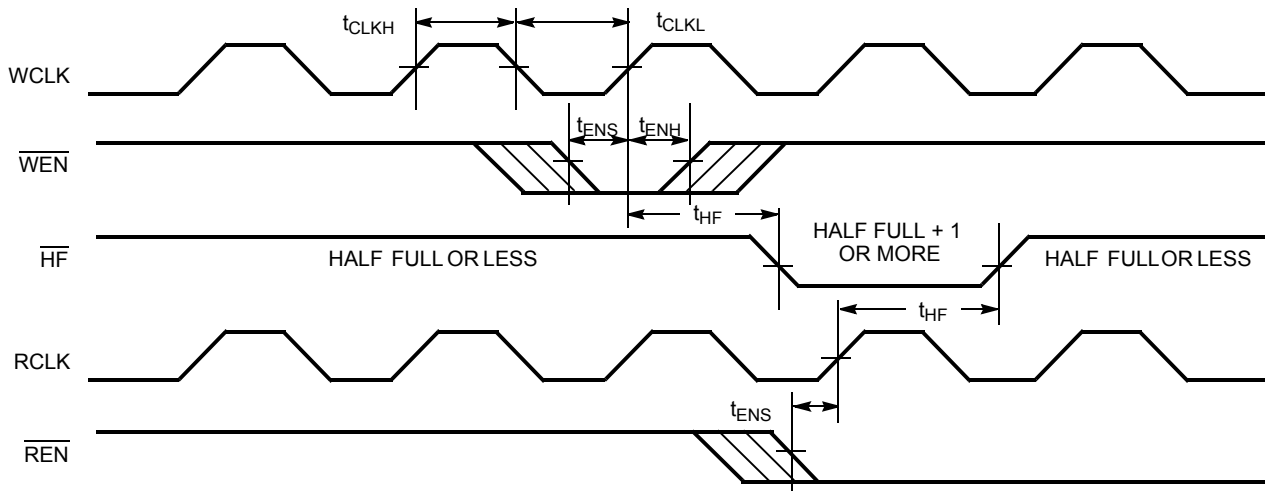 tCLKH
tCLKL
WCLK
tENS
tENH
WEN
tHF
HALF FULL + 1
OR MORE
HF
HALF FULL OR LESS
HALF FULL OR LESS
tHF
RCLK
tENS
REN